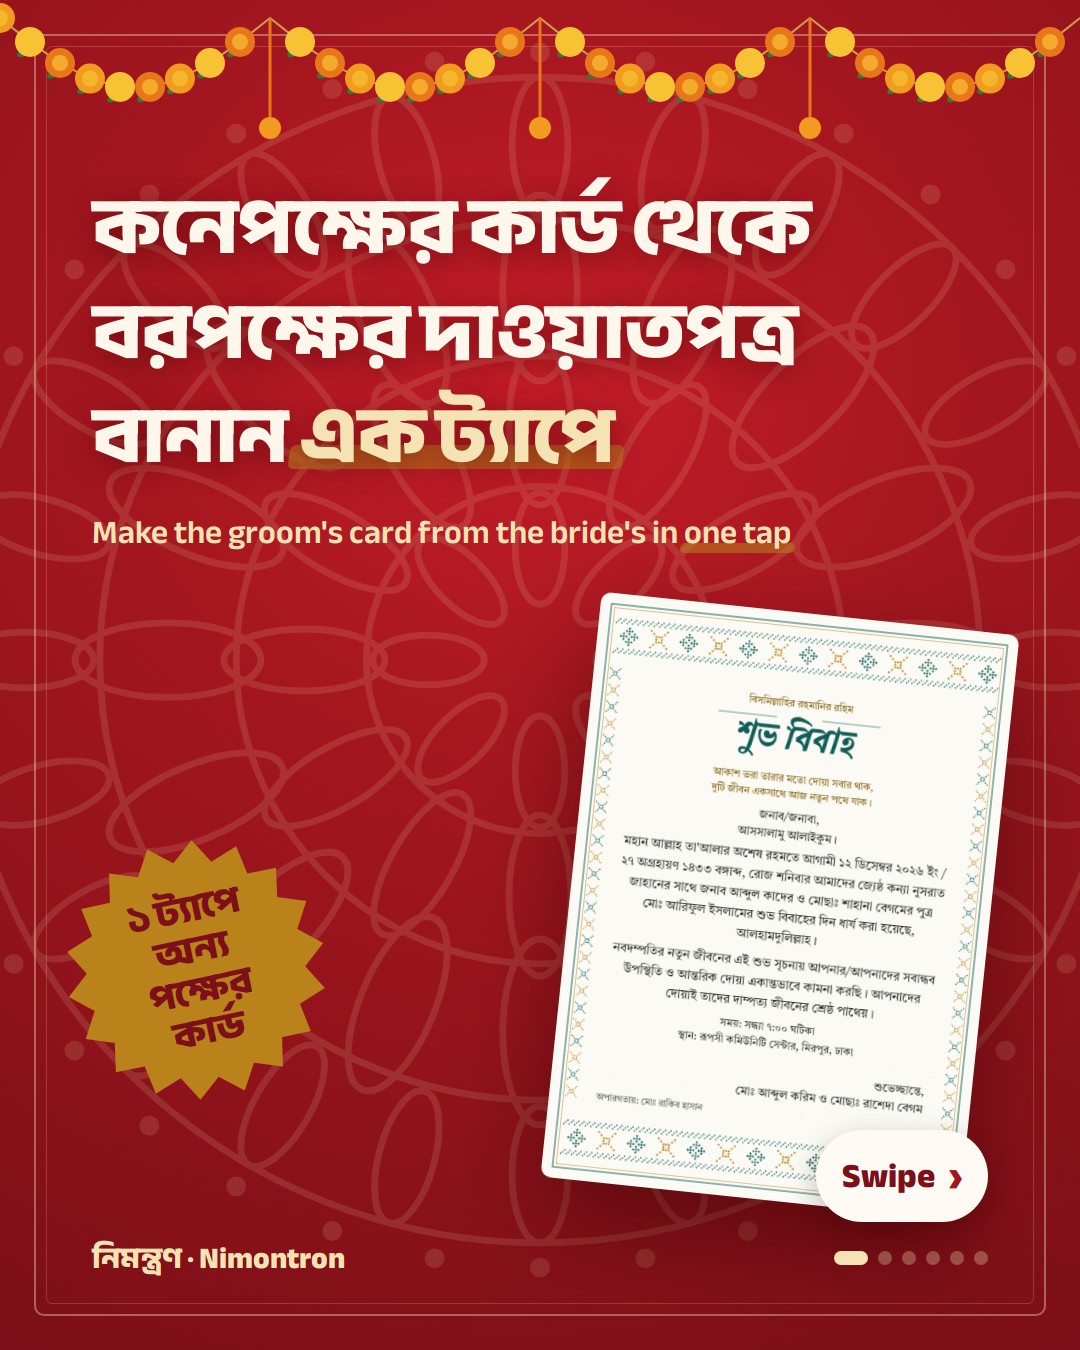 কনেপক্ষের কার্ড থেকে
বরপক্ষের দাওয়াতপত্র
বানান এক ট্যাপে
Make the groom's card from the bride's in one tap
বিসমিল্লাহির রহমানির রহিম
শুভ বিবাহ
আকাশ ভরা তারার মতো দোয়া সবার থাক,
দুটি জীবন একসাথে আজ নতুন পথে যাক।
জনাব/জনাবা,
আসসালামু আলাইকুম।
মহান আল্লাহ তা'আলার অশেষ রহমতে আগামী ১২ ডিসেম্বর ২০২৬ ইং /
২৭ অগ্রহায়ণ ১৪৩৩ বঙ্গাব্দ, রোজ শনিবার আমাদের জ্যেষ্ঠ কন্যা নুসরাত
জাহানের সাথে জনাব আব্দুল কাদের ও মোছাঃ শাহানা বেগমের পুত্র
মোঃ আরিফুল ইসলামের শুভ বিবাহের দিন ধার্য করা হয়েছে,
আলহামদুলিল্লাহ।
নবদম্পতির নতুন জীবনের এই শুভ সূচনায় আপনার/আপনাদের সবান্ধব
উপস্থিতি ও আন্তরিক দোয়া একান্তভাবে কামনা করছি। আপনাদের
দোয়াই তাদের দাম্পত্য জীবনের শ্রেষ্ঠ পাথেয়।
সময়: সন্ধ্যা ৭:০০ ঘটিকা
স্থান: রূপসী কমিউনিটি সেন্টার, মিরপুর, ঢাকা
শুভেচ্ছান্তে,
মোঃ আব্দুল করিম ও মোছাঃ রাশেদা বেগম
অপারগতায়: মোঃ রাকিব হাসান
১ ট্যাপে
অন্য
পক্ষের
কার্ড
Swipe ›
নিমন্ত্রণ · Nimontron